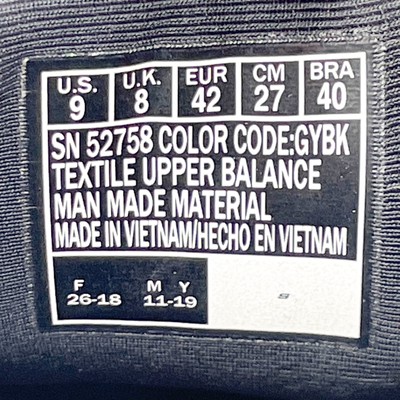 U.S. U.K. EUR CM BRA
9 8 42 27 40
SN 52758 COLOR CODE:GYBK
TEXTILE UPPER BALANCE
MAN MADE MATERIAL
MADE IN VIETNAM/HECHO EN VIETNAM
F M Y
26-18 11-19